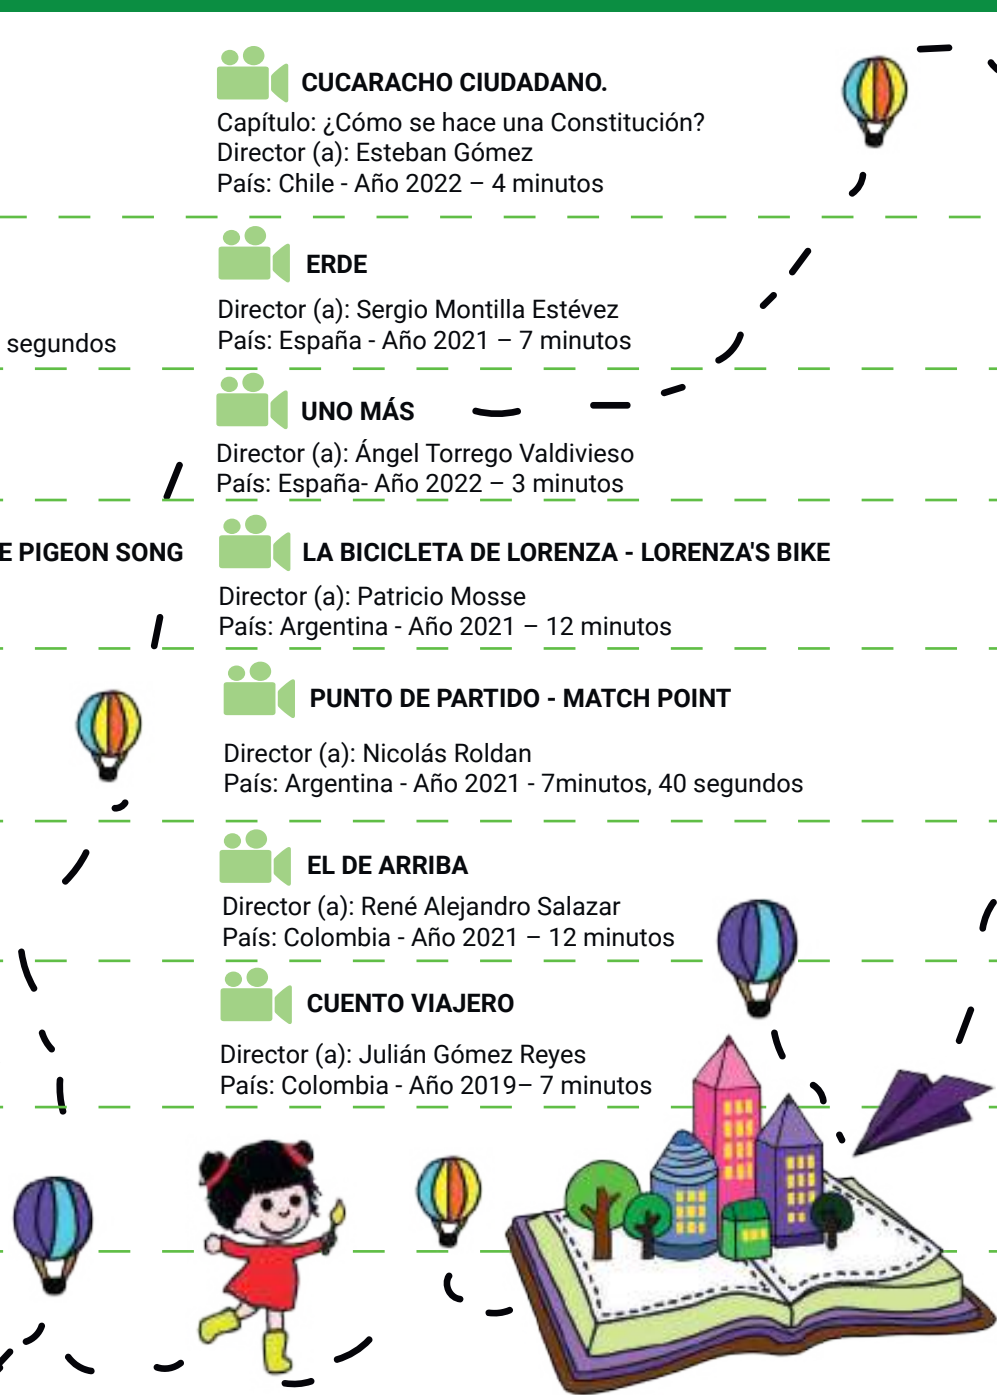 CUCARACHO CIUDADANO.
Capítulo: ¿Cómo se hace una Constitución?
Director (a): Esteban Gómez
País: Chile - Año 2022 – 4 minutos
ERDE
Director (a): Sergio Montilla Estévez
País: España - Año 2021 – 7 minutos
segundos
UNO MÁS
Director (a): Ángel Torrego Valdivieso
País: España- Año 2022 – 3 minutos
E PIGEON SONG
LA BICICLETA DE LORENZA - LORENZA'S BIKE
Director (a): Patricio Mosse
País: Argentina - Año 2021 – 12 minutos
PUNTO DE PARTIDO - MATCH POINT
Director (a): Nicolás Roldan
País: Argentina - Año 2021 - 7minutos, 40 segundos
EL DE ARRIBA
Director (a): René Alejandro Salazar
País: Colombia - Año 2021 – 12 minutos
CUENTO VIAJERO
Director (a): Julián Gómez Reyes
País: Colombia - Año 2019– 7 minutos